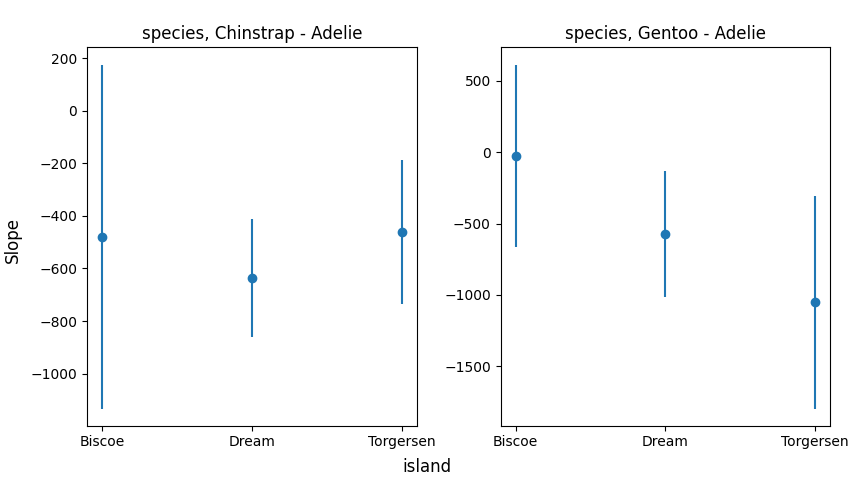 species, Chinstrap - Adelie
species, Gentoo - Adelie
Slope
200
0
−200
−400
−600
−800
−1000
Biscoe
Dream
Torgersen
500
0
−500
−1000
−1500
Biscoe
Dream
Torgersen
island